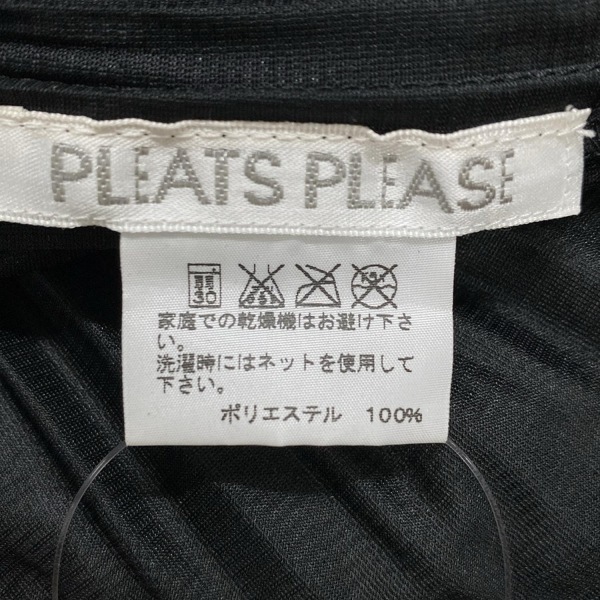 PLEATS PLEASE
弱
30
家庭での乾燥機はお避け下さ
い。
洗濯時にはネットを使用して
下さい。
ポリエステル 100%